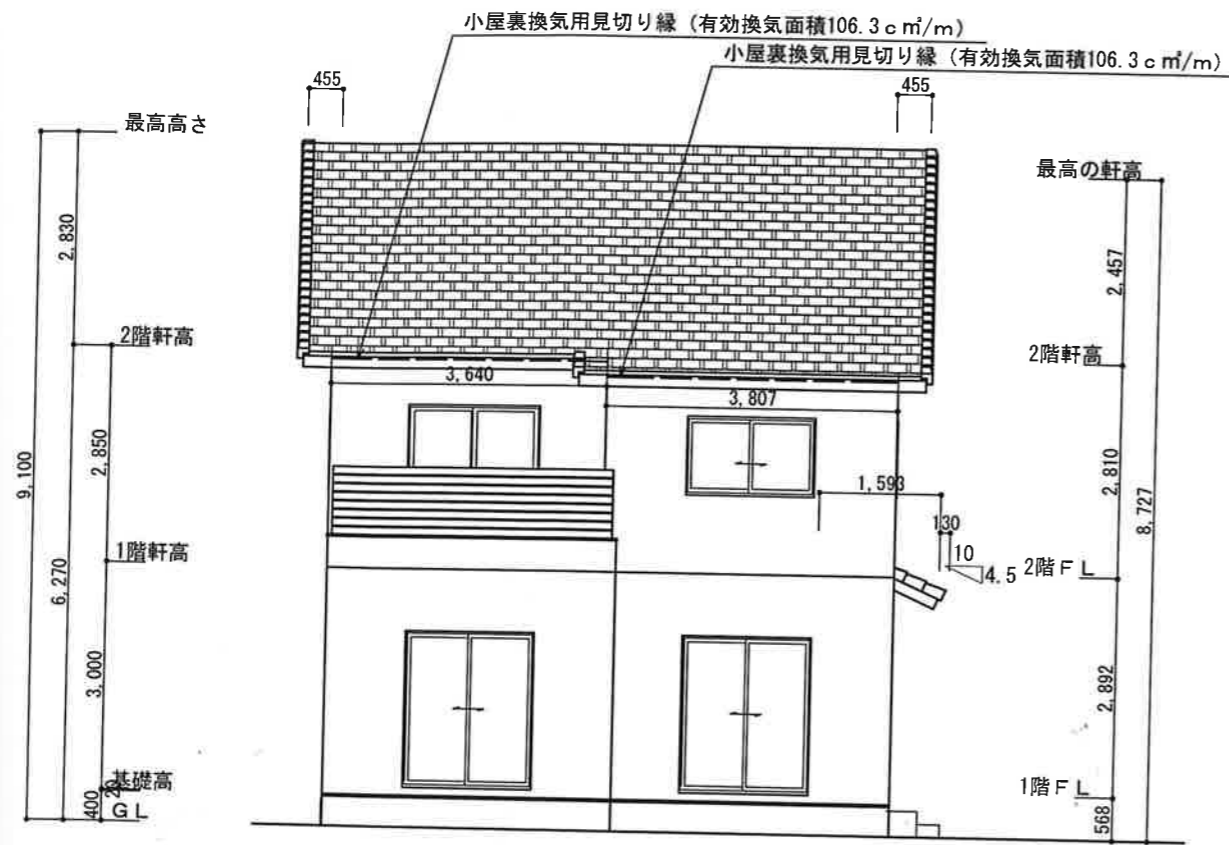 小屋裏換気用見切り縁（有効換気面積106.3ｃ㎡/ｍ）
小屋裏換気用見切り縁（有効換気面積106.3ｃ㎡/ｍ）
455
455
最高高さ
最高の軒高
2,830
2,457
2階軒高
2階軒高
3,640
3,807
2,850
2,810
9,100
1,593
8,727
130
10
4.5
1階軒高
2階ＦＬ
6,270
3,000
2,892
基礎高
20
400
ＧＬ
1階ＦＬ
568